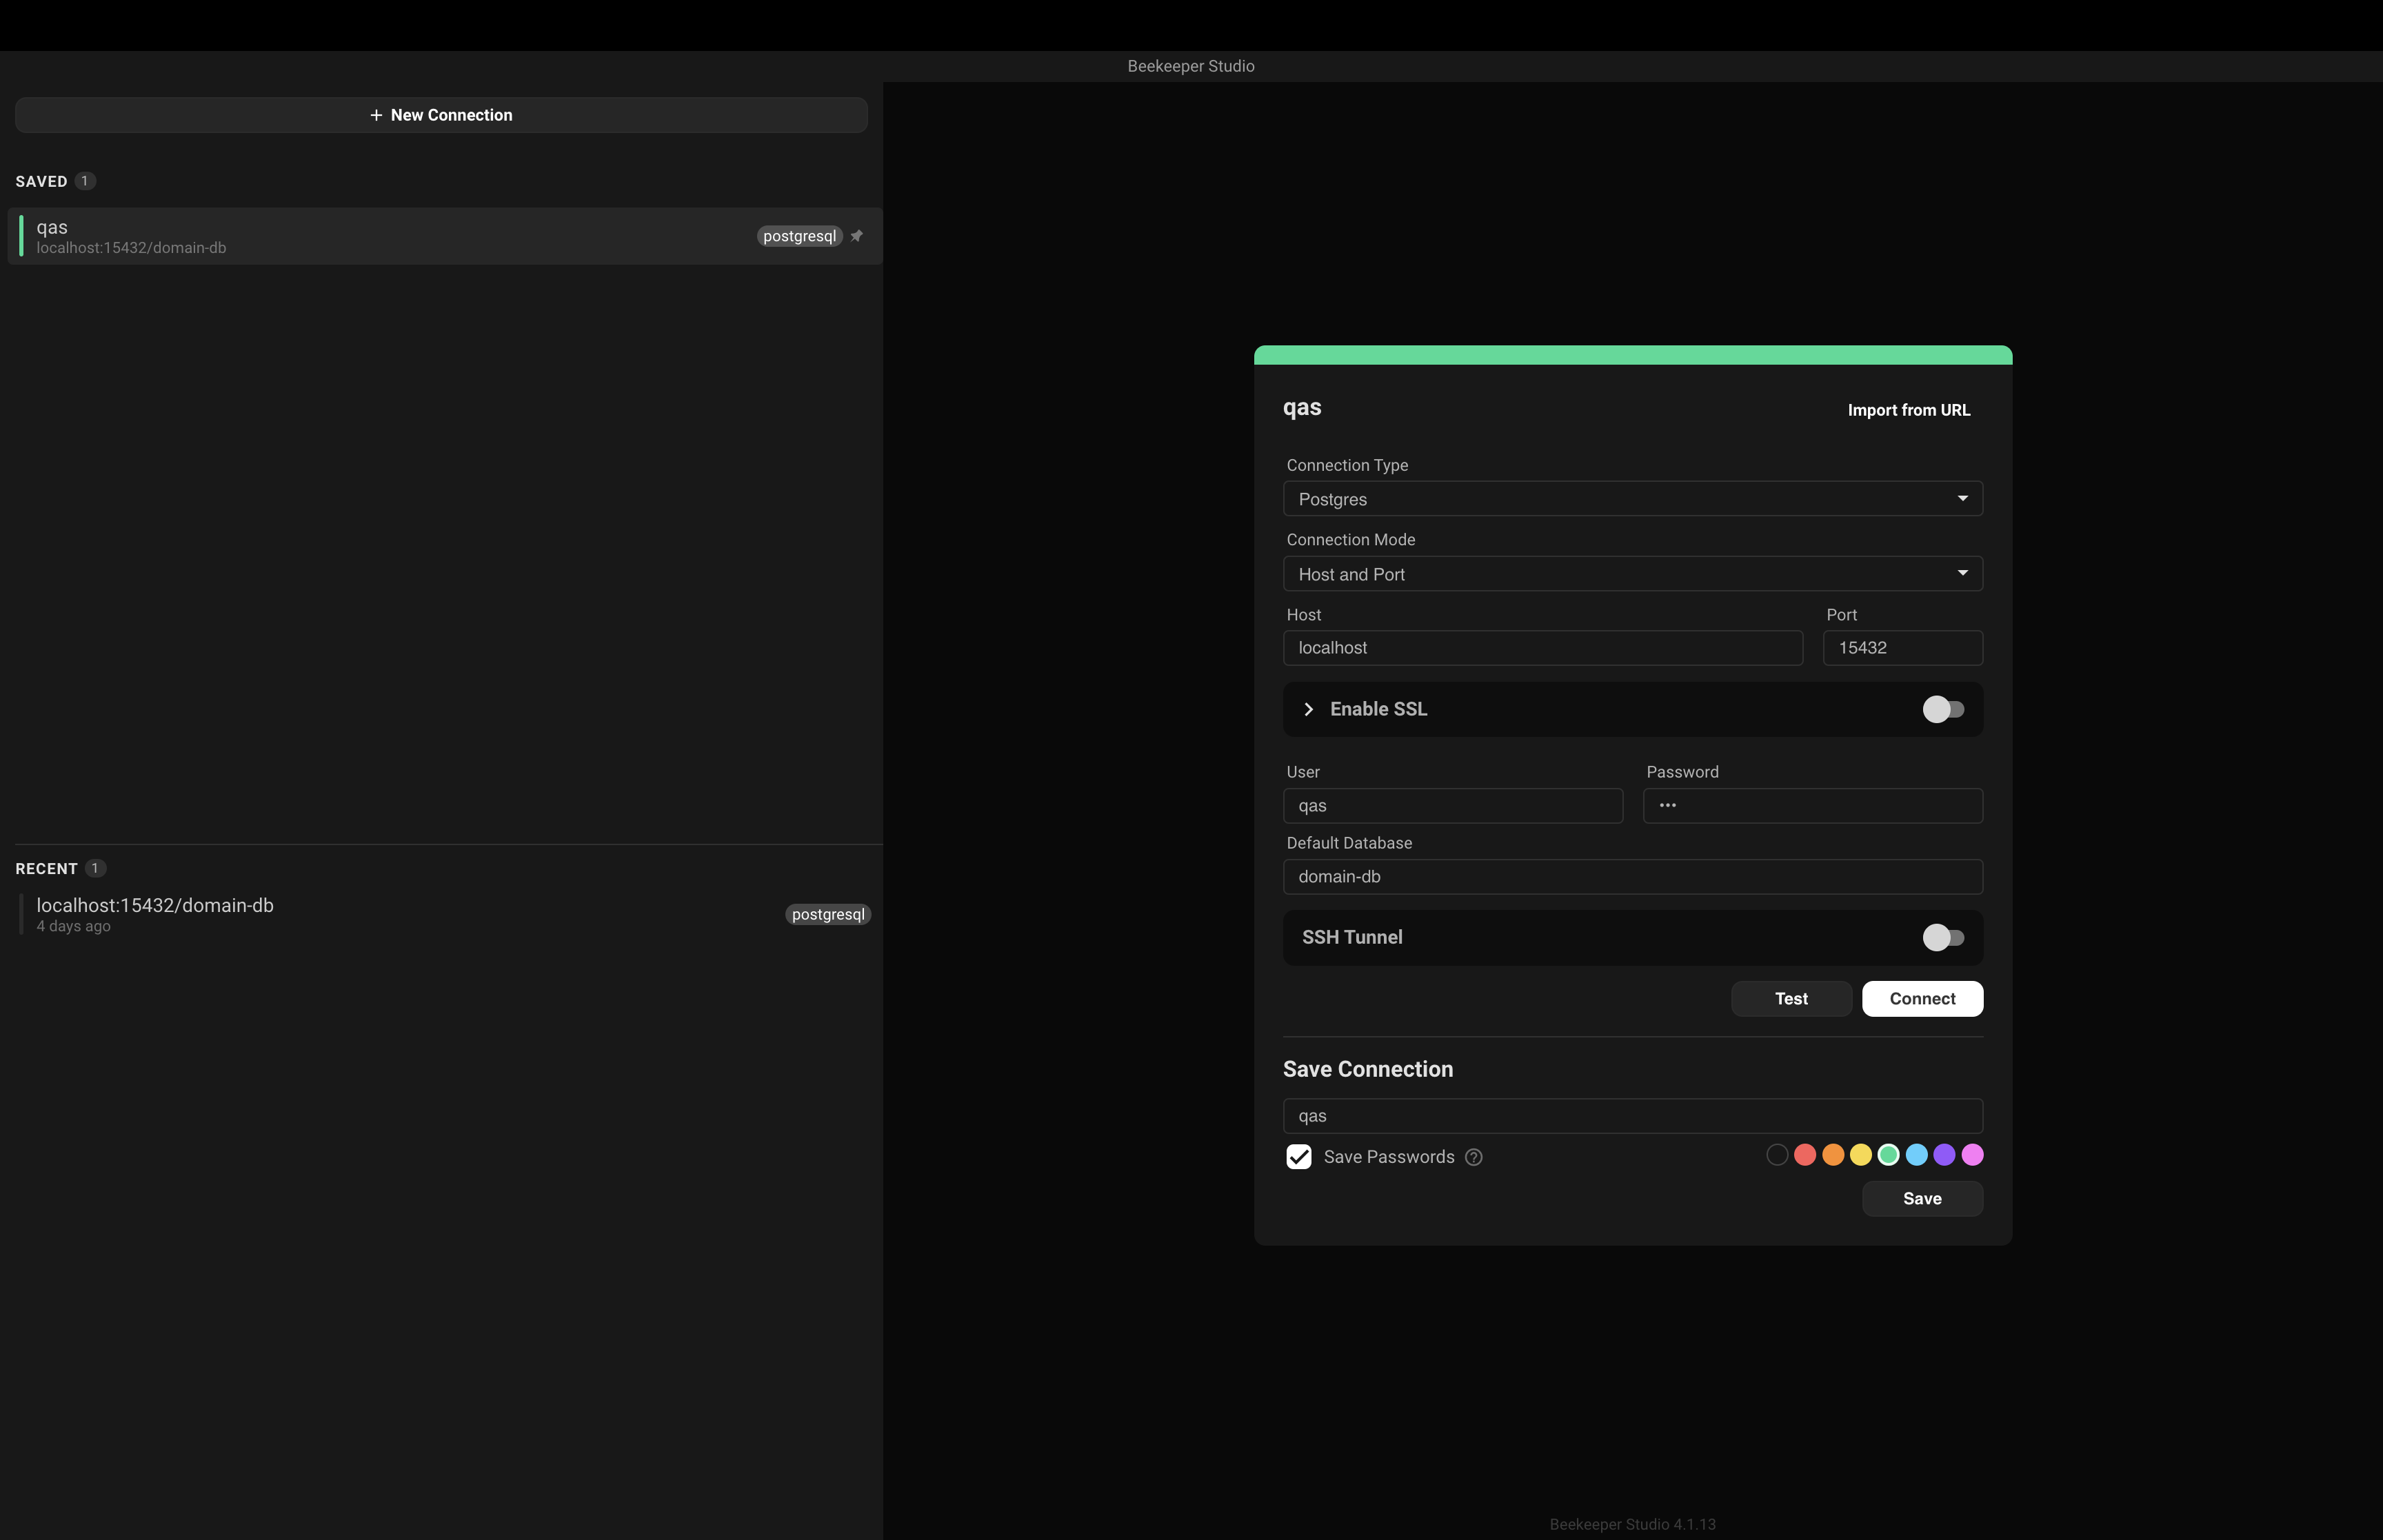 Beekeeper Studio
+ New Connection
SAVED 1
qas
localhost:15432/domain-db
postgresql
RECENT 1
localhost:15432/domain-db
4 days ago
postgresql
qas
Import from URL
Connection Type
Postgres
Connection Mode
Host and Port
Host Port
localhost 15432
Enable SSL
User Password
qas •••
Default Database
domain-db
SSH Tunnel
Test Connect
Save Connection
qas
Save Passwords ?
Save
Beekeeper Studio 4.1.13